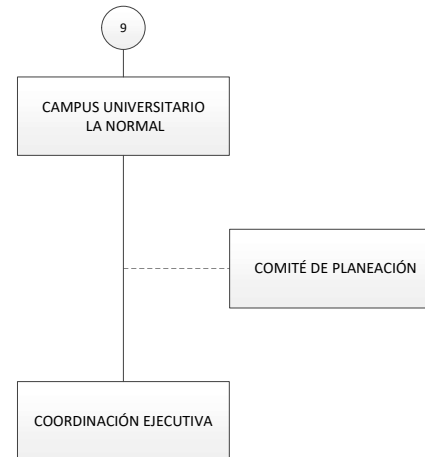 9
CAMPUS UNIVERSITARIO
LA NORMAL
COMITÉ DE PLANEACIÓN
COORDINACIÓN EJECUTIVA